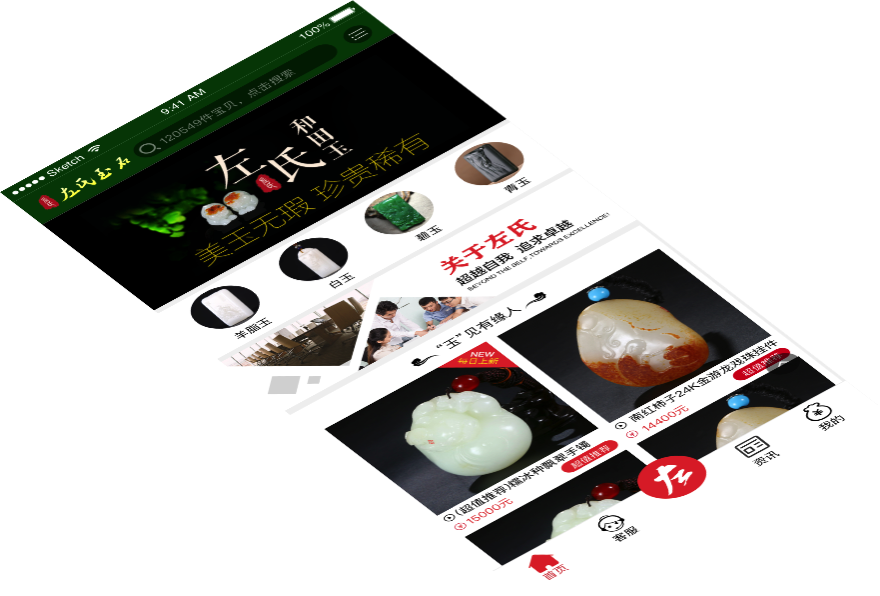 Sketch
9:41 AM
100%
左氏玉石
120549件宝贝，点击搜索
左氏
和田玉
美玉无瑕 珍贵稀有
羊脂玉
白玉
碧玉
青玉
关于左氏
超越自我 追求卓越
BEYOND THE SELF,TOWARDS EXCELLENCE!
“玉”见有缘人
NEW
每日上新
(超值推荐)糯冰种飘翠手镯
15000元
超值推荐
南红柿子24K金游龙戏珠挂件
14400元
超值推荐
首页
客服
左
资讯
我的